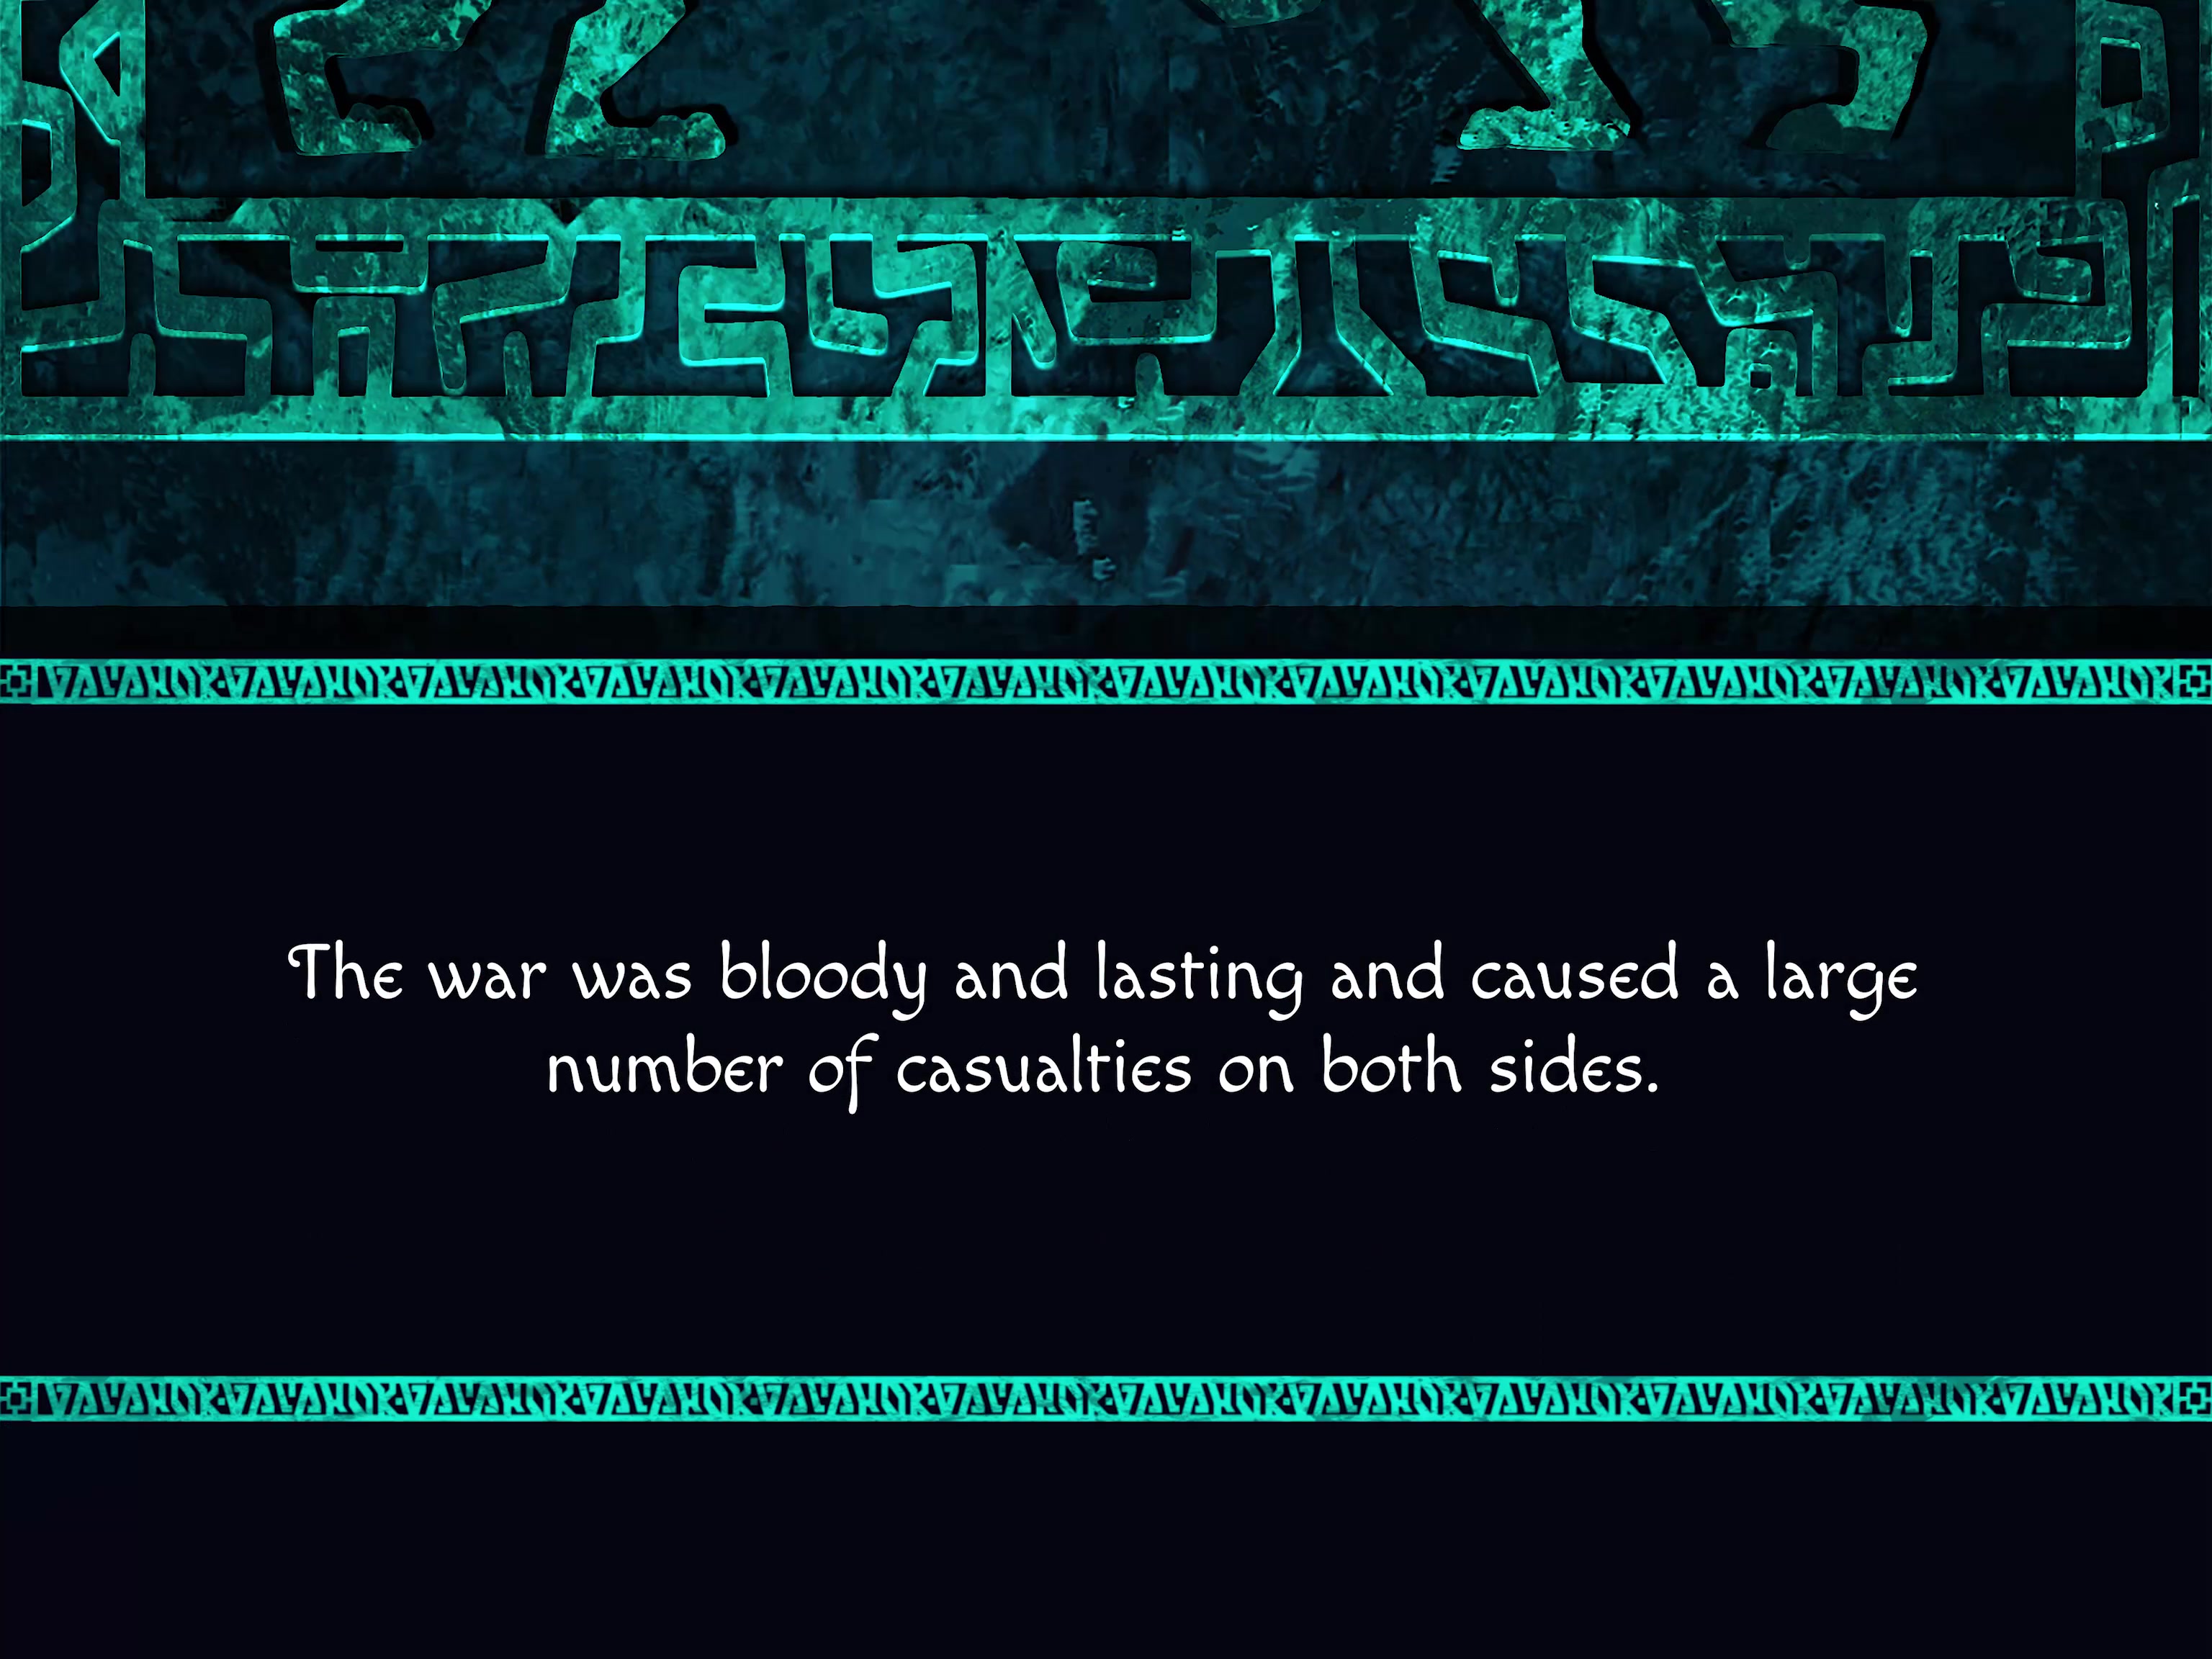 The war was bloody and lasting and caused a large
number of casualties on both sides.